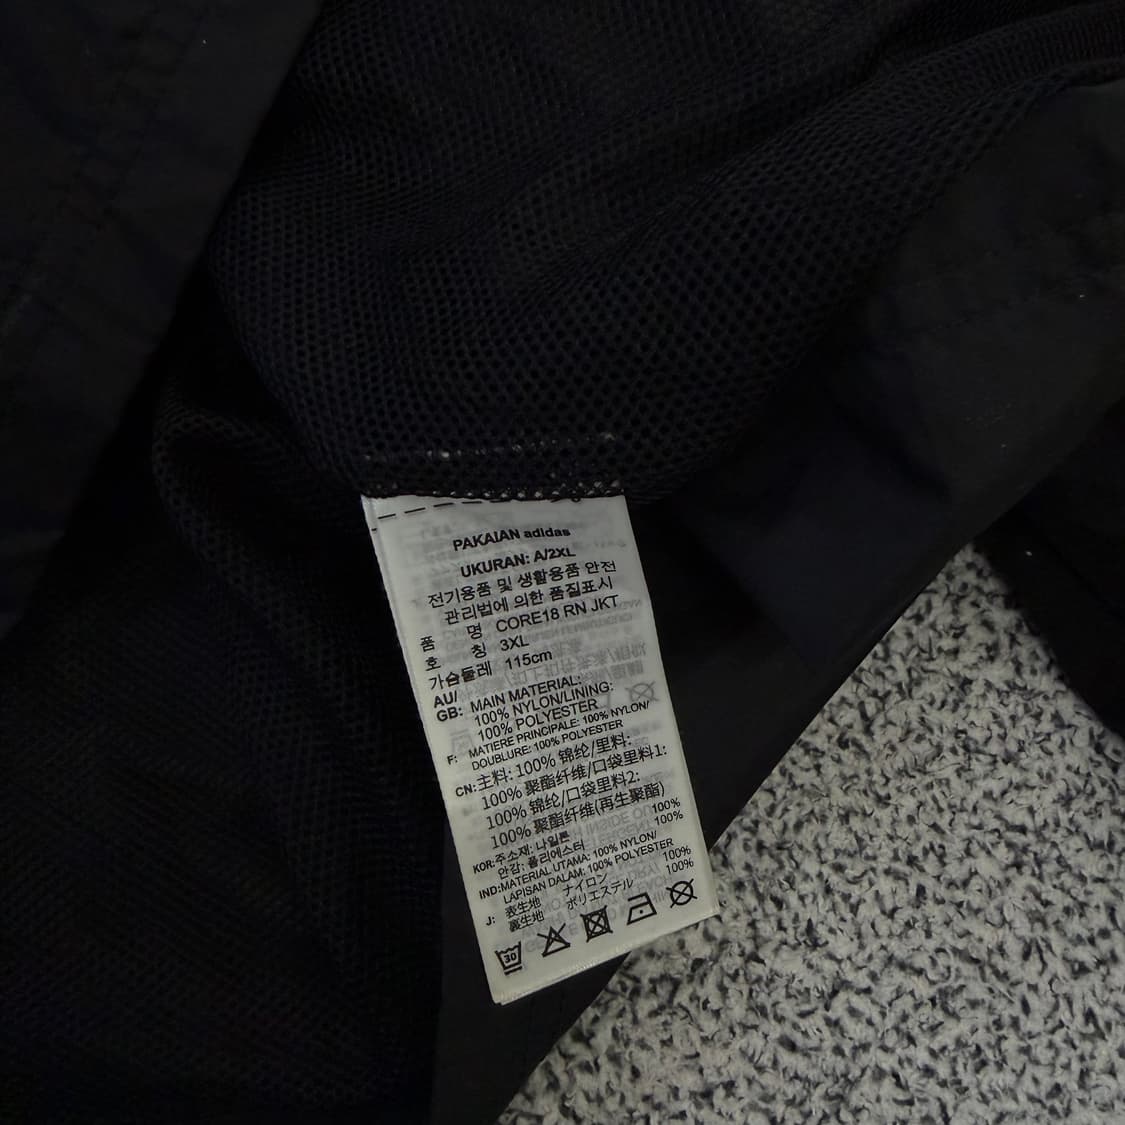 PAKAIAN adidas
UKURAN: A/2XL
전기용품 및 생활용품 안전
관리법에 의한 품질표시
품 명 CORE18 RN JKT
호 칭 3XL
가슴둘레 115cm
AU/
GB: MAIN MATERIAL:
100% NYLON/LINING:
100% POLYESTER
F: MATIERE PRINCIPALE: 100% NYLON/
DOUBLURE: 100% POLYESTER
CN: 主料: 100% 锦纶/里料:
100% 聚酯纤维/口袋里料1:
100% 锦纶/口袋里料2:
100% 聚酯纤维(再生聚酯)
KOR: 주소재: 나일론 100%
안감: 폴리에스터 100%
IND: MATERIAL UTAMA: 100% NYLON/
LAPISAN DALAM: 100% POLYESTER
J: 表生地 ナイロン 100%
裏生地 ポリエステル 100%
30